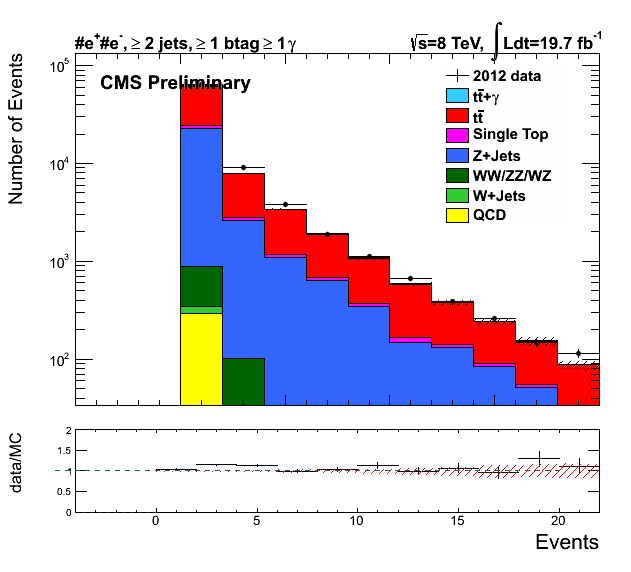 #e⁺#e⁻, ≥ 2 jets, ≥ 1 btag ≥ 1 γ
√s=8 TeV, ∫Ldt=19.7 fb⁻¹
CMS Preliminary
2012 data
tt̄+γ
tt̄
Single Top
Z+Jets
WW/ZZ/WZ
W+Jets
QCD
Number of Events
10⁵
10⁴
10³
10²
data/MC
2
1.5
1
0.5
0
0 5 10 15 20
Events